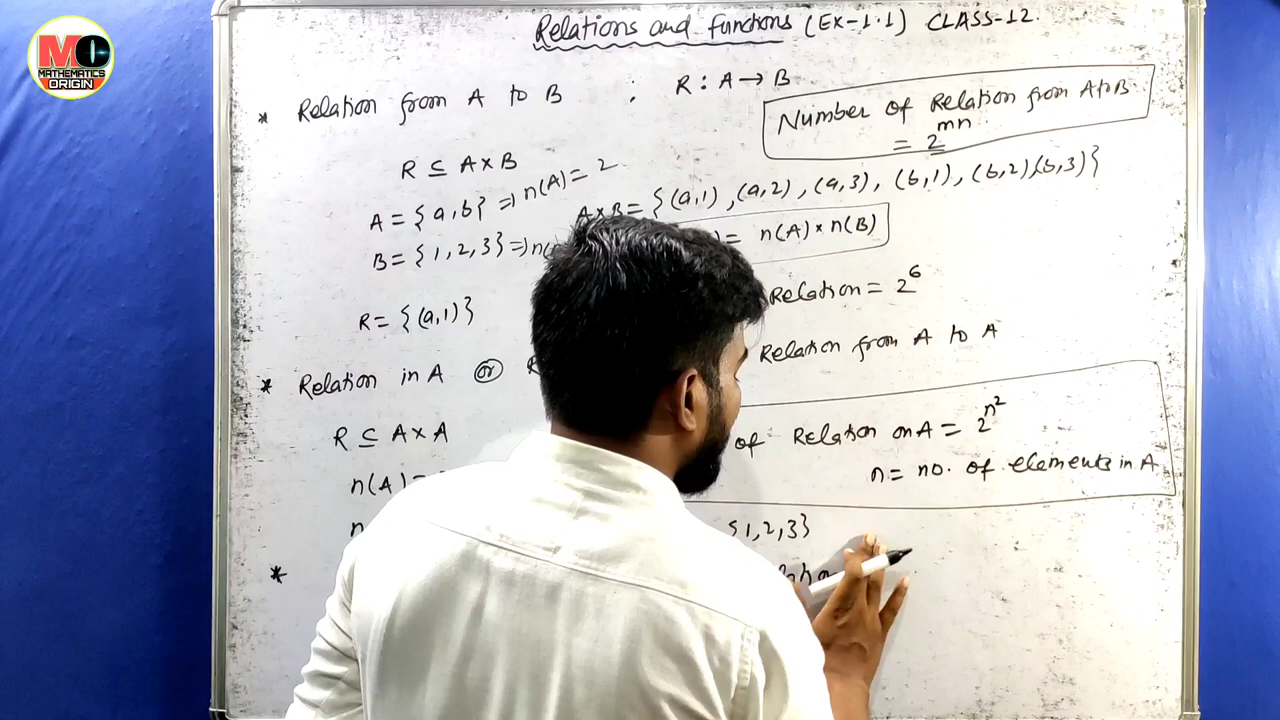 MO
MATHEMATICS
ORIGIN
Relations and functions (EX-1.1) CLASS-12.
* Relation from A to B : R : A → B
Number of Relation from A to B
= 2^{mn}
R ⊆ A×B
A = {a,b} ⇒ n(A) = 2
A×B = {(a,1), (a,2), (a,3), (b,1), (b,2), (b,3)}
B = {1,2,3} ⇒
= n(A) × n(B)
R = {(a,1)}
Relation = 2^6
* Relation in A or
Relation from A to A
R ⊆ A×A
of Relation on A = 2^{n^2}
n = no. of elements in A
n(A) =
{1,2,3}
*